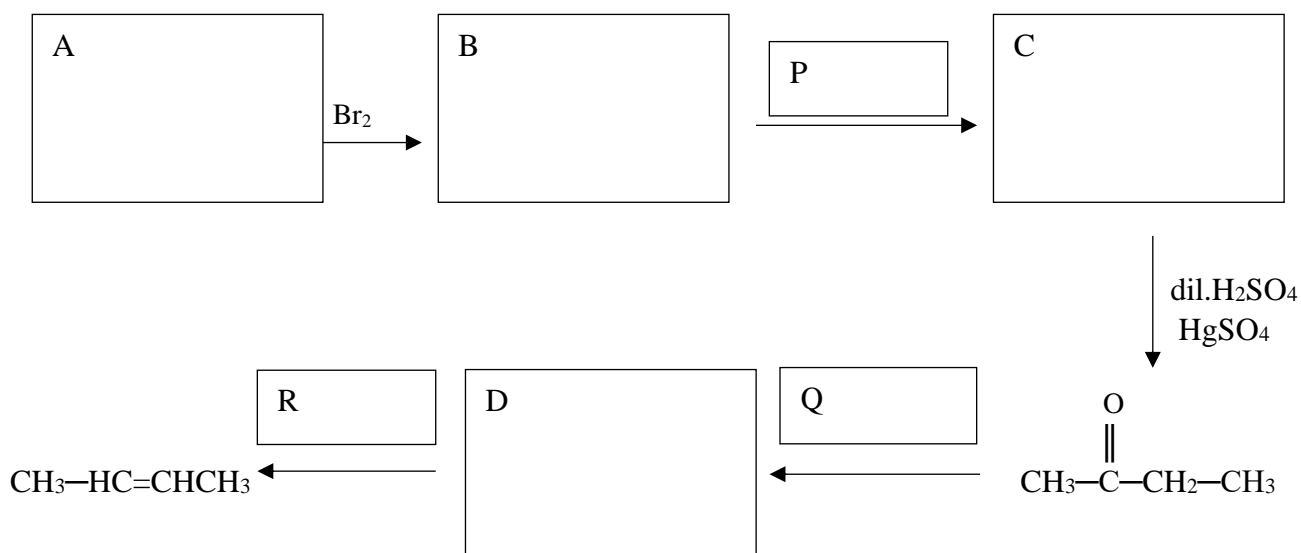 A
B
P
C
Br₂
dil.H₂SO₄
HgSO₄
R
D
Q
O
CH₃─HC=CHCH₃
CH₃─C─CH₂─CH₃